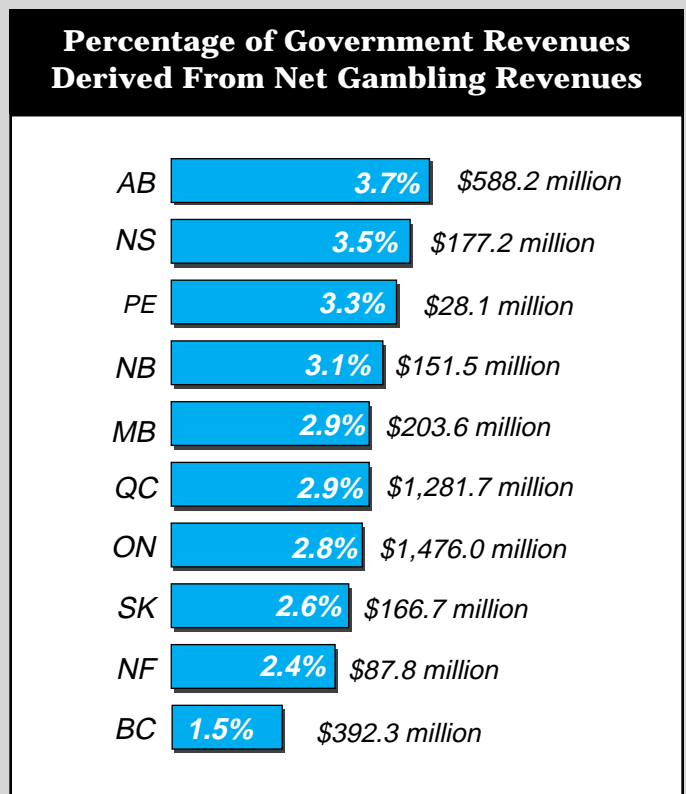 Percentage of Government Revenues
Derived From Net Gambling Revenues
AB 3.7% $588.2 million
NS 3.5% $177.2 million
PE 3.3% $28.1 million
NB 3.1% $151.5 million
MB 2.9% $203.6 million
QC 2.9% $1,281.7 million
ON 2.8% $1,476.0 million
SK 2.6% $166.7 million
NF 2.4% $87.8 million
BC 1.5% $392.3 million